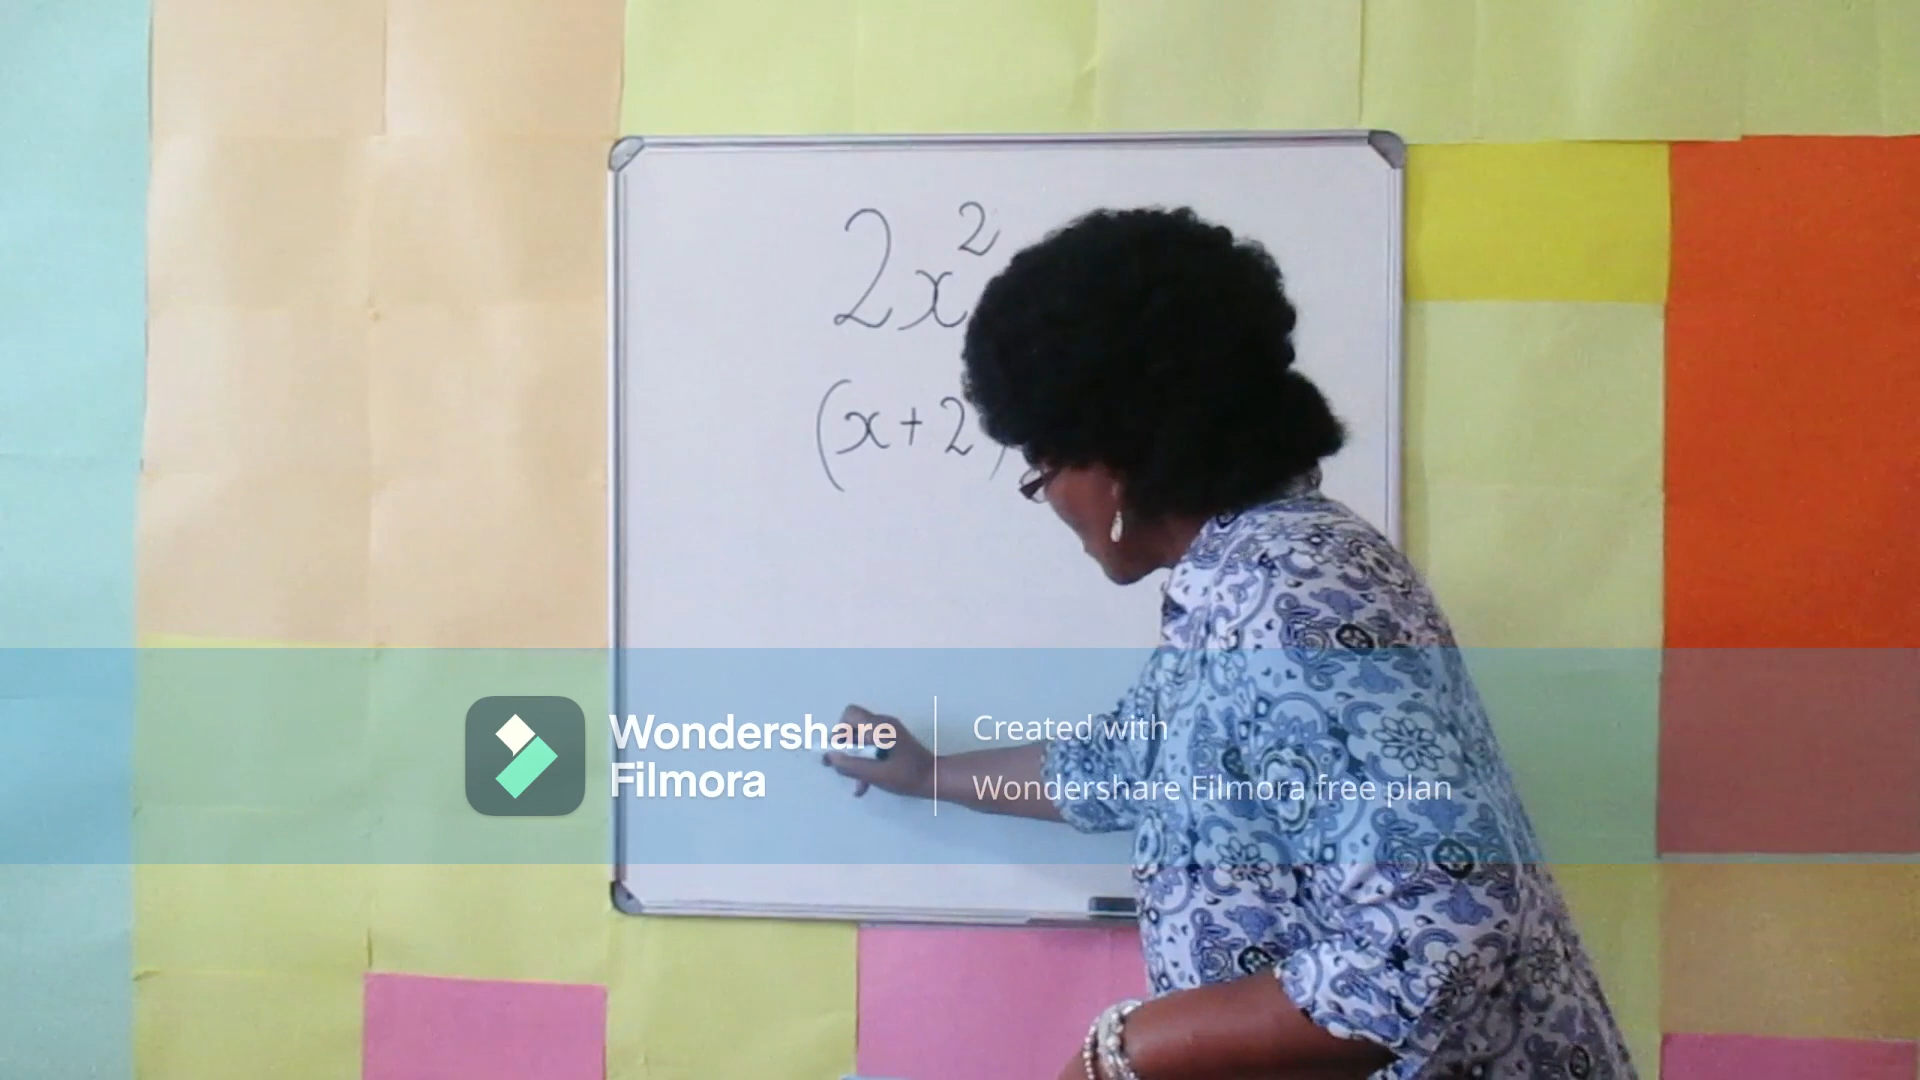 2x²
(x+2)
Wondershare
Filmora
Created with
Wondershare Filmora free plan